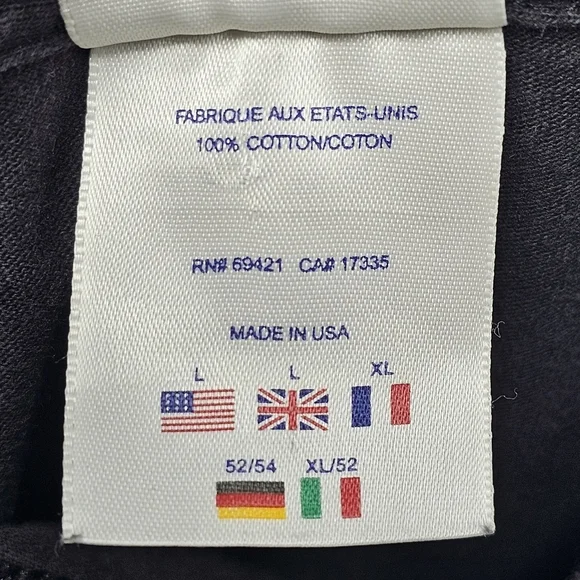 FABRIQUE AUX ETATS-UNIS
100% COTTON/COTON
RN# 69421 CA# 17335
MADE IN USA
L L XL
52/54 XL/52